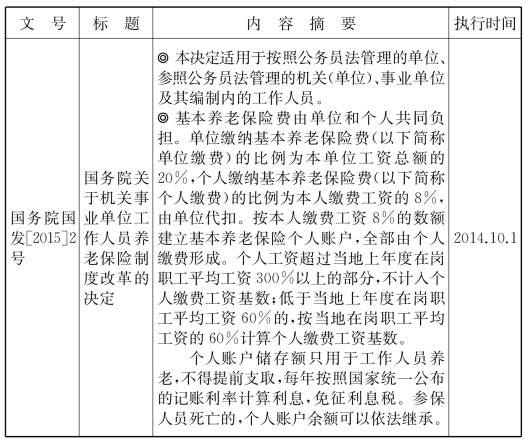 文 号 标 题 内 容 摘 要 执行时间
国务院国
发[2015]2
号
国务院关
于机关事
业单位工
作人员养
老保险制
度改革的
决定
◎ 本决定适用于按照公务员法管理的单位、
参照公务员法管理的机关(单位)、事业单位
及其编制内的工作人员。
◎ 基本养老保险费由单位和个人共同负
担。单位缴纳基本养老保险费(以下简称
单位缴费)的比例为本单位工资总额的
20%,个人缴纳基本养老保险费(以下简称
个人缴费)的比例为本人缴费工资的8%,
由单位代扣。按本人缴费工资8%的数额
建立基本养老保险个人账户,全部由个人
缴费形成。个人工资超过当地上年度在岗
职工平均工资300%以上的部分,不计入个
人缴费工资基数;低于当地上年度在岗职
工平均工资60%的,按当地在岗职工平均
工资的60%计算个人缴费工资基数。
个人账户储存额只用于工作人员养
老,不得提前支取,每年按照国家统一公布
的记账利率计算利息,免征利息税。参保
人员死亡的,个人账户余额可以依法继承。
2014.10.1